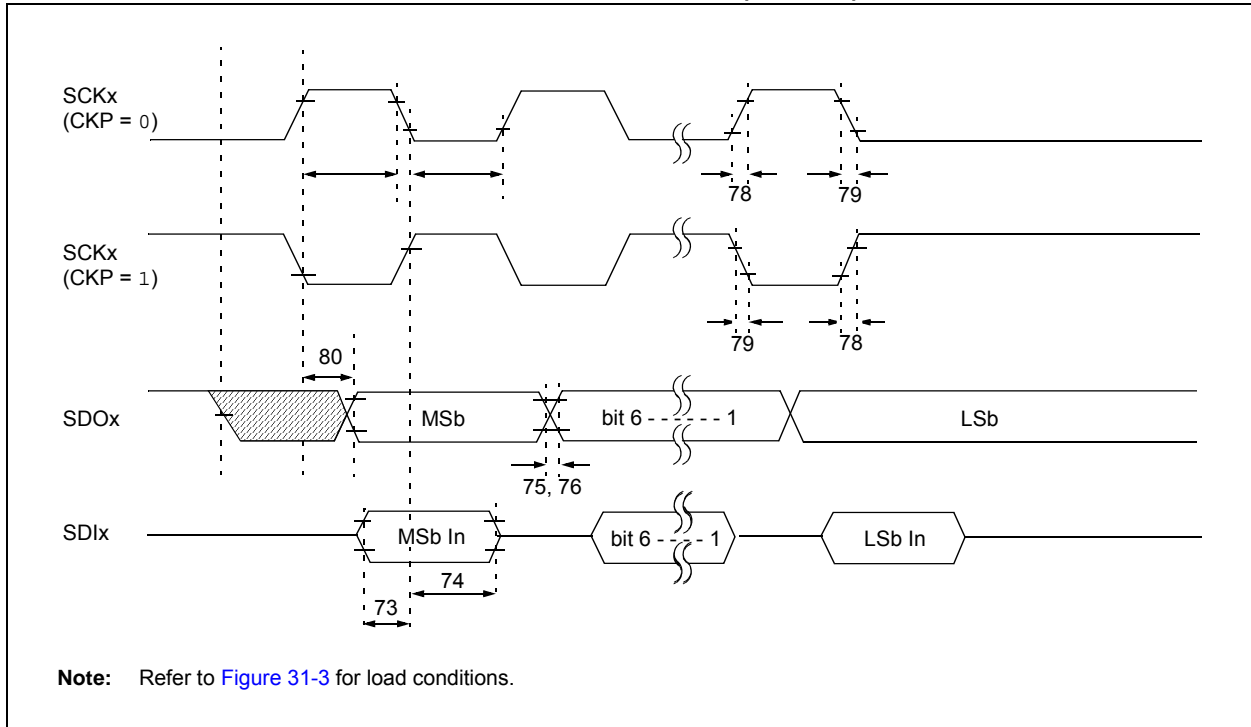 SCKx
(CKP = 0)
78
79
SCKx
(CKP = 1)
79
78
80
SDOx
MSb
bit 6 - - - - - - 1
LSb
75, 76
SDIx
MSb In
bit 6 - - - - 1
LSb In
74
73
Note: Refer to Figure 31-3 for load conditions.